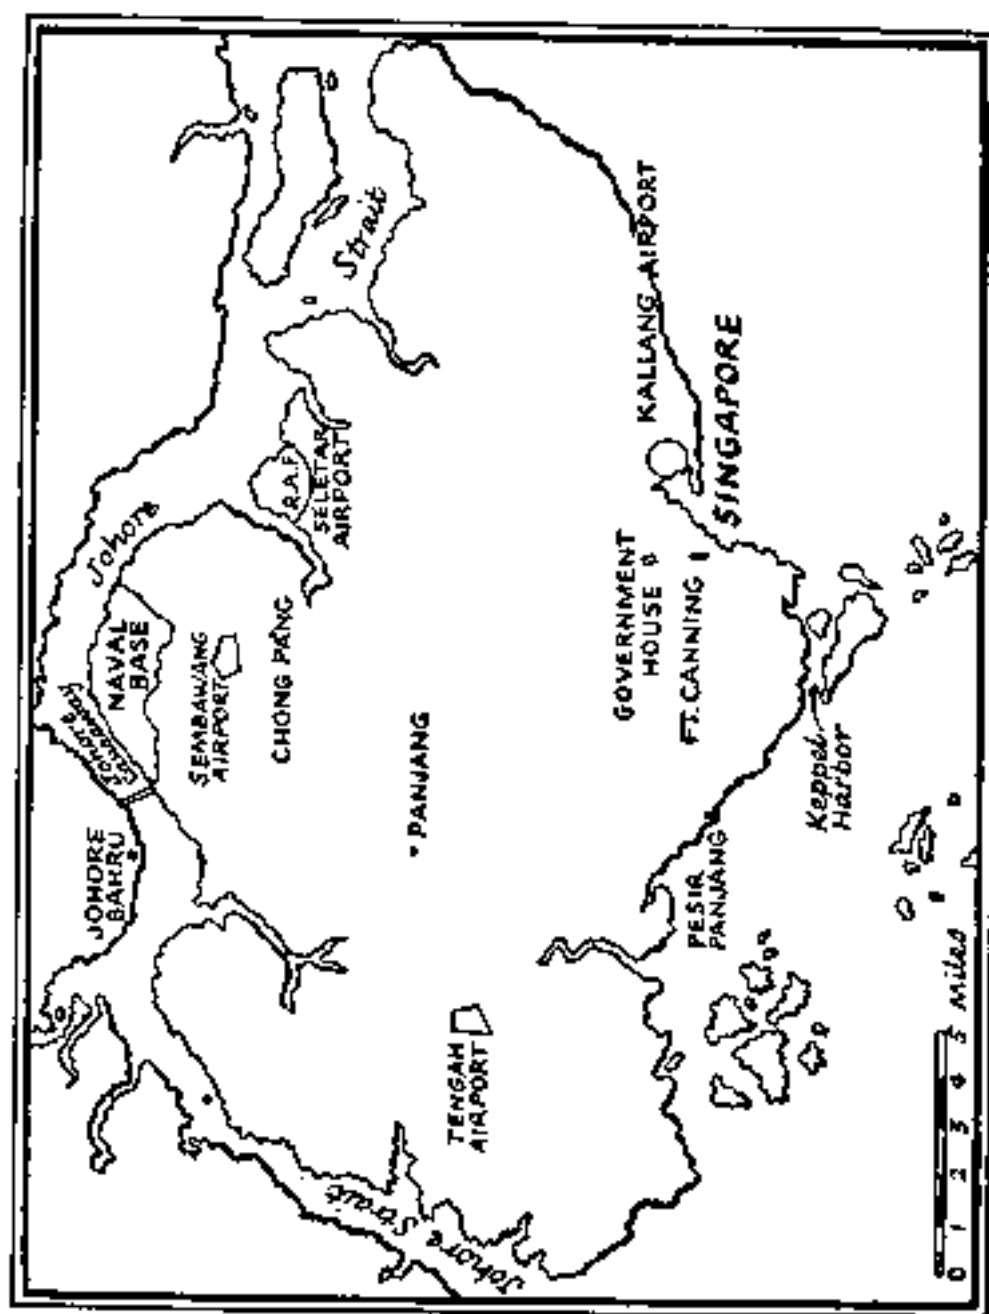 Johore
Strait
Johore
Causeway
NAVAL
BASE
JOHORE
BAHRU
SEMBAWANG
AIRPORT
R.A.F.
SELETAR
AIRPORT
CHONG PANG
PANJANG
TENGAH
AIRPORT
Johore Strait
KALLANG AIRPORT
SINGAPORE
GOVERNMENT
HOUSE
FT. CANNING
PESIR
PANJANG
Keppel
Harbor
0 1 2 3 4 5 Miles